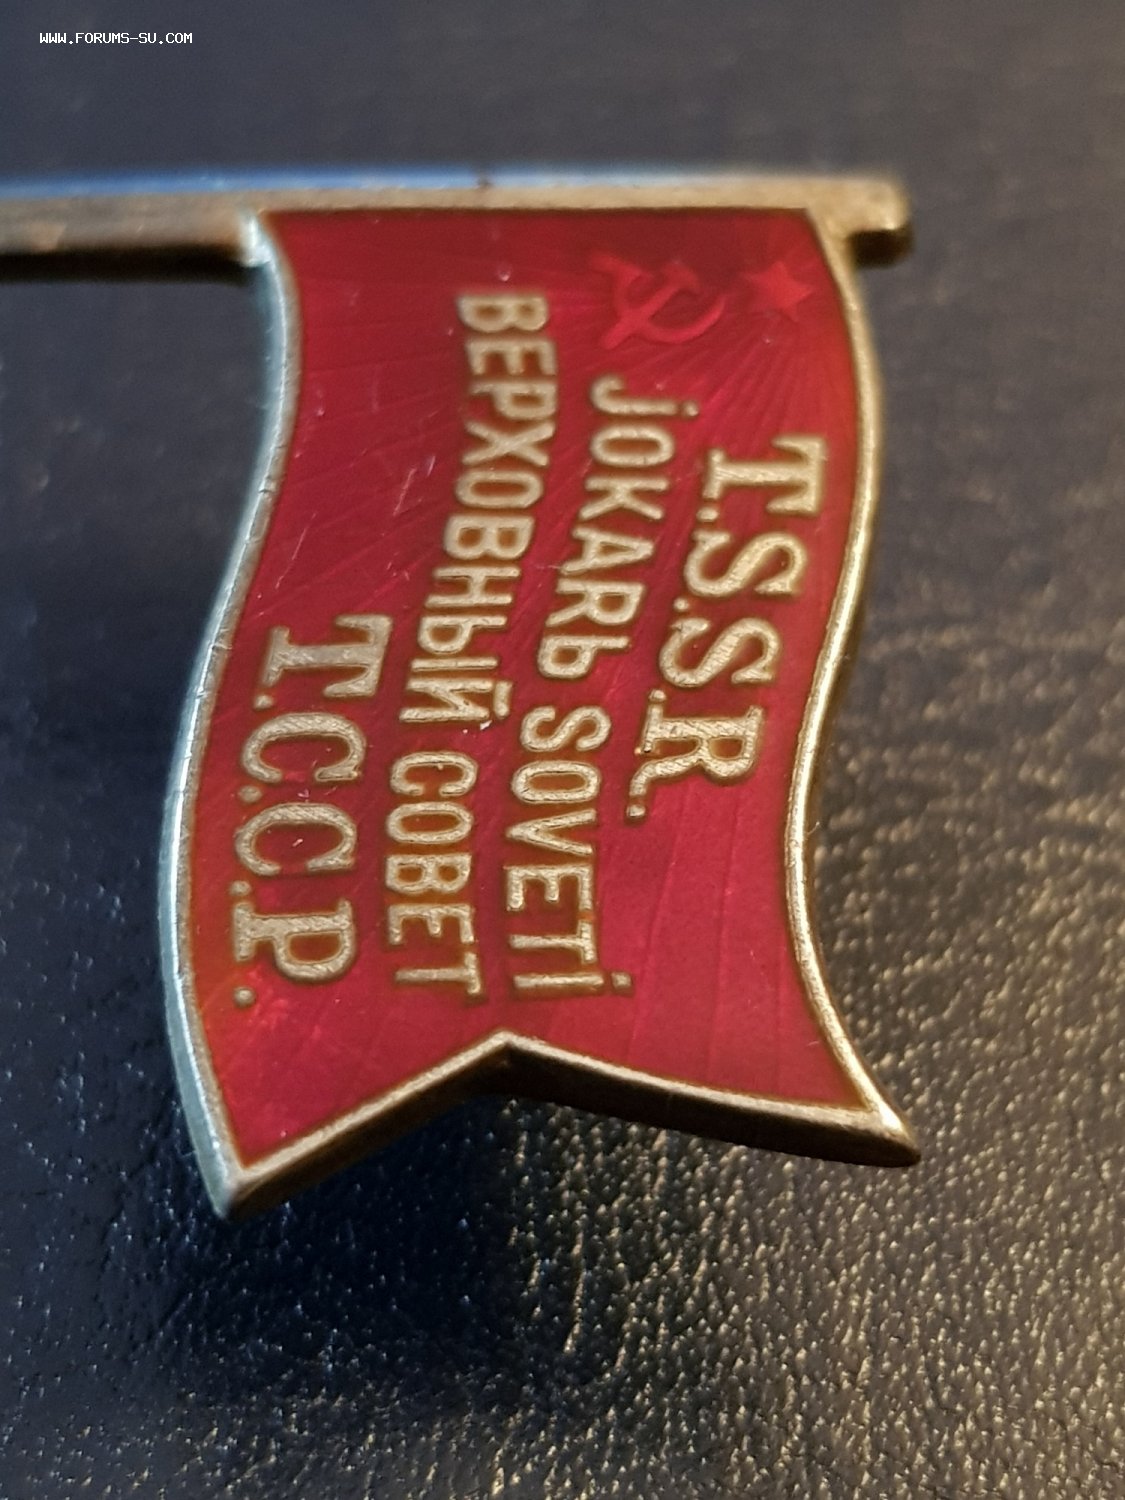 WWW.FORUMS-SU.COM
T.S.S.R.
JOKARЬ SOVETi
ВЕРХОВНЫЙ СОВЕТ
Т.С.С.Р.